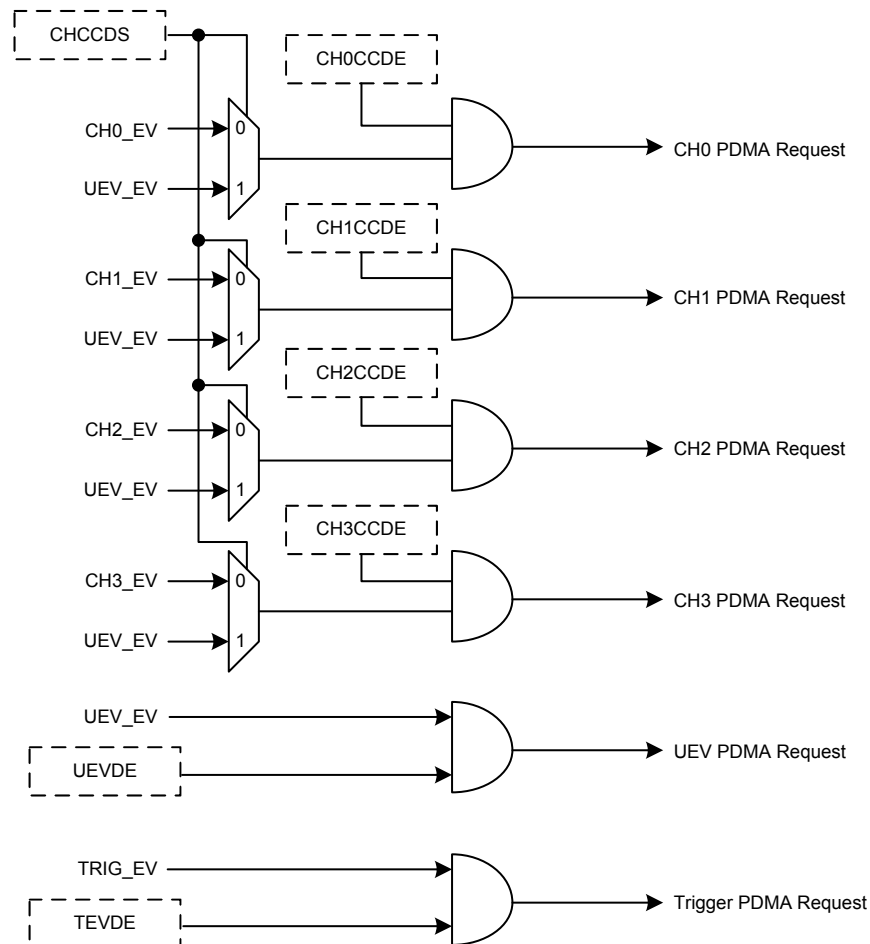 CHCCDS
CH0CCDE
CH0_EV
0
CH0 PDMA Request
UEV_EV
1
CH1CCDE
CH1_EV
0
CH1 PDMA Request
UEV_EV
1
CH2CCDE
CH2_EV
0
CH2 PDMA Request
UEV_EV
1
CH3CCDE
CH3_EV
0
CH3 PDMA Request
UEV_EV
1
UEV_EV
UEV PDMA Request
UEVDE
TRIG_EV
Trigger PDMA Request
TEVDE